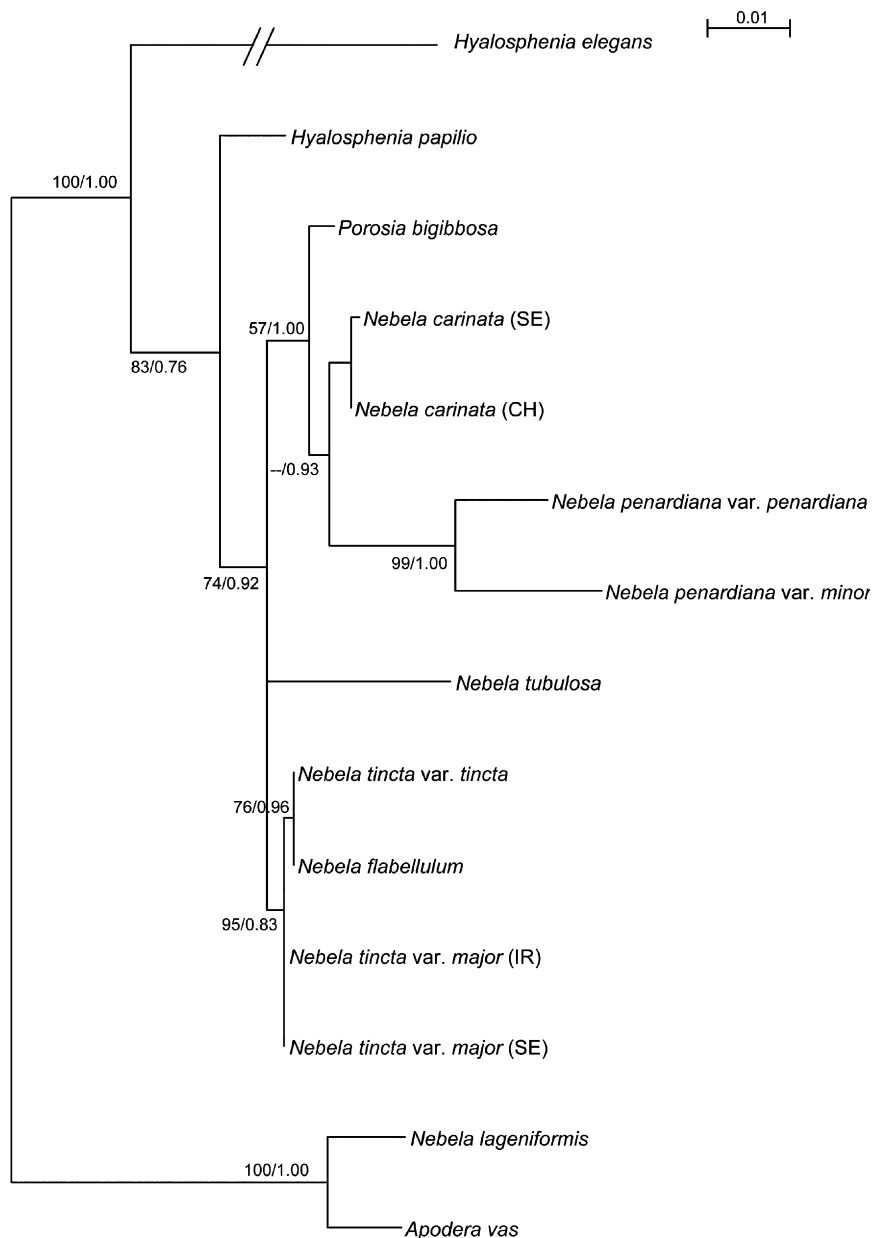 0.01
Hyalosphenia elegans
Hyalosphenia papilio
100/1.00
Porosia bigibbosa
57/1.00
Nebela carinata (SE)
83/0.76
Nebela carinata (CH)
--/0.93
Nebela penardiana var. penardiana
99/1.00
74/0.92
Nebela penardiana var. minor
Nebela tubulosa
Nebela tincta var. tincta
76/0.96
Nebela flabellulum
95/0.83
Nebela tincta var. major (IR)
Nebela tincta var. major (SE)
Nebela lageniformis
100/1.00
Apodera vas